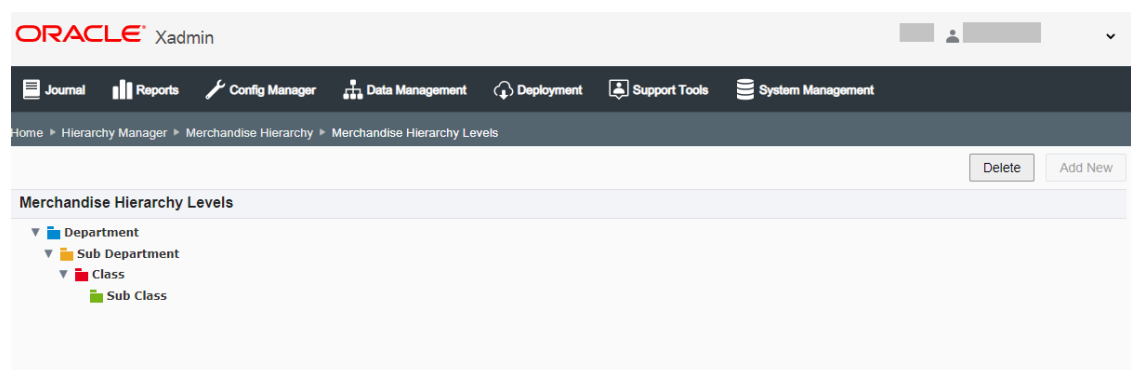 ORACLE® Xadmin
Journal Reports Config Manager Data Management Deployment Support Tools System Management
Home ▶ Hierarchy Manager ▶ Merchandise Hierarchy ▶ Merchandise Hierarchy Levels
Delete Add New
Merchandise Hierarchy Levels
Department
Sub Department
Class
Sub Class